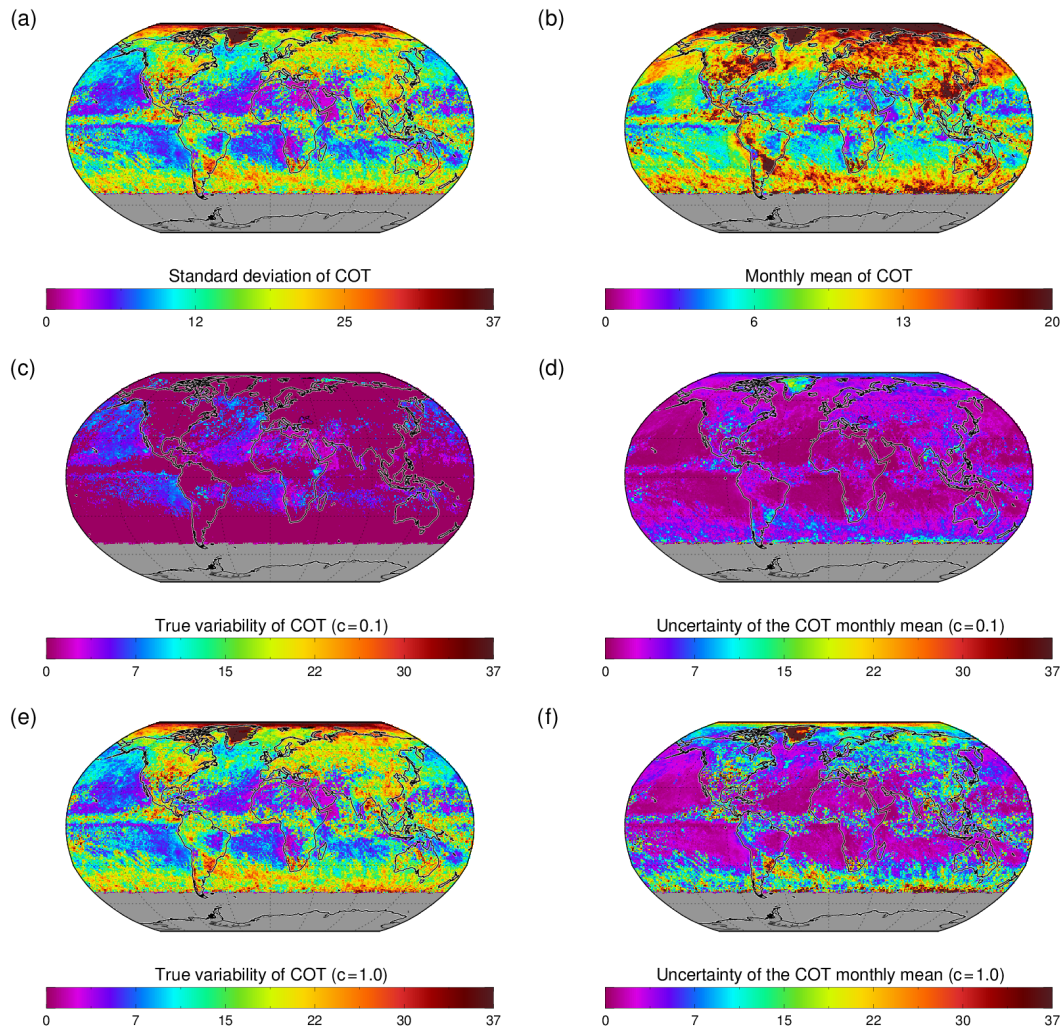 (a)
(b)
Standard deviation of COT
0 12 25 37
Monthly mean of COT
0 6 13 20
(c)
(d)
True variability of COT (c=0.1)
0 7 15 22 30 37
Uncertainty of the COT monthly mean (c=0.1)
0 7 15 22 30 37
(e)
(f)
True variability of COT (c=1.0)
0 7 15 22 30 37
Uncertainty of the COT monthly mean (c=1.0)
0 7 15 22 30 37